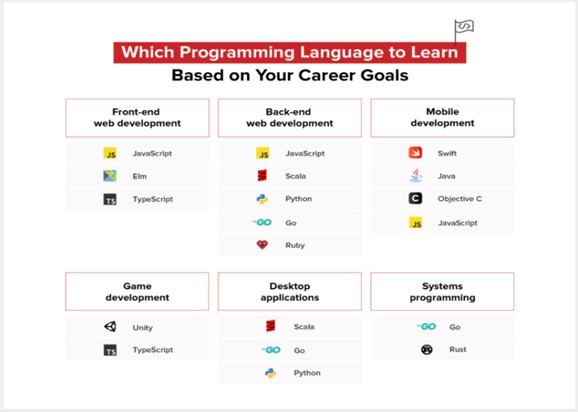 Which Programming Language to Learn
Based on Your Career Goals
Front-end
web development
JS JavaScript
Elm
TS TypeScript
Back-end
web development
JS JavaScript
Scala
Python
GO Go
Ruby
Mobile
development
Swift
Java
C Objective C
JS JavaScript
Game
development
Unity
TS TypeScript
Desktop
applications
Scala
GO Go
Python
Systems
programming
GO Go
Rust